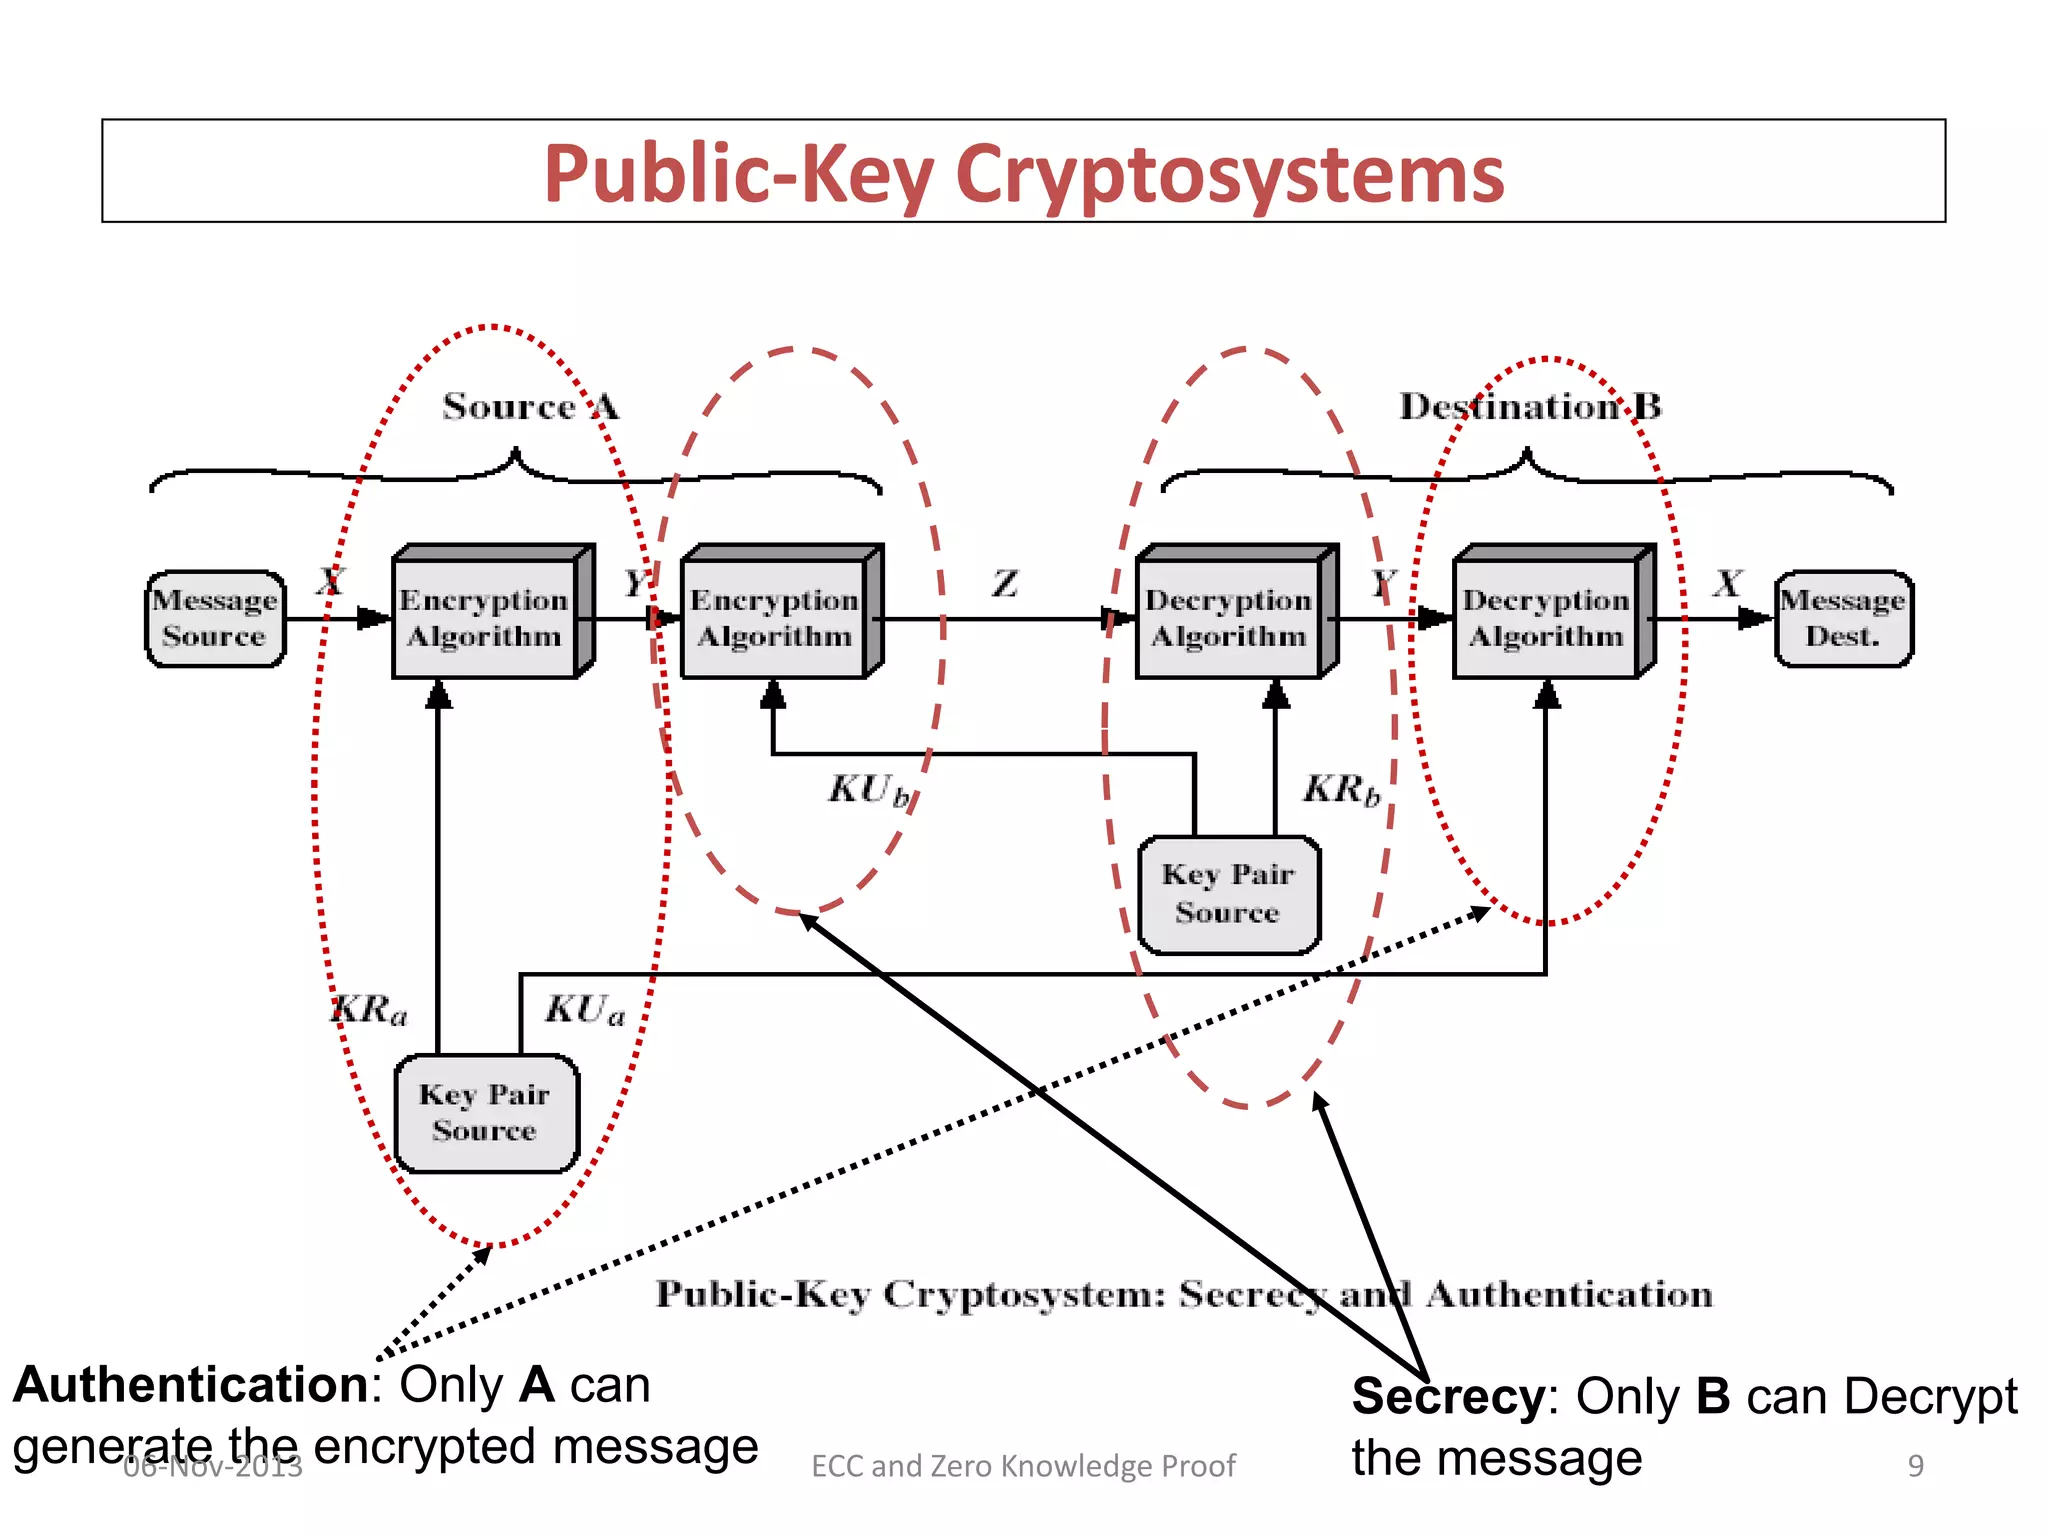 Public-Key Cryptosystems
Source A
Destination B
Message
Source
X
Encryption
Algorithm
Y
Encryption
Algorithm
Z
Decryption
Algorithm
Y
Decryption
Algorithm
X
Message
Dest.
KUb
KRb
Key Pair
Source
KRa
KUa
Key Pair
Source
Public-Key Cryptosystem: Secrecy and Authentication
Authentication: Only A can
generate the encrypted message
Secrecy: Only B can Decrypt
the message
06-Nov-2013
ECC and Zero Knowledge Proof
9